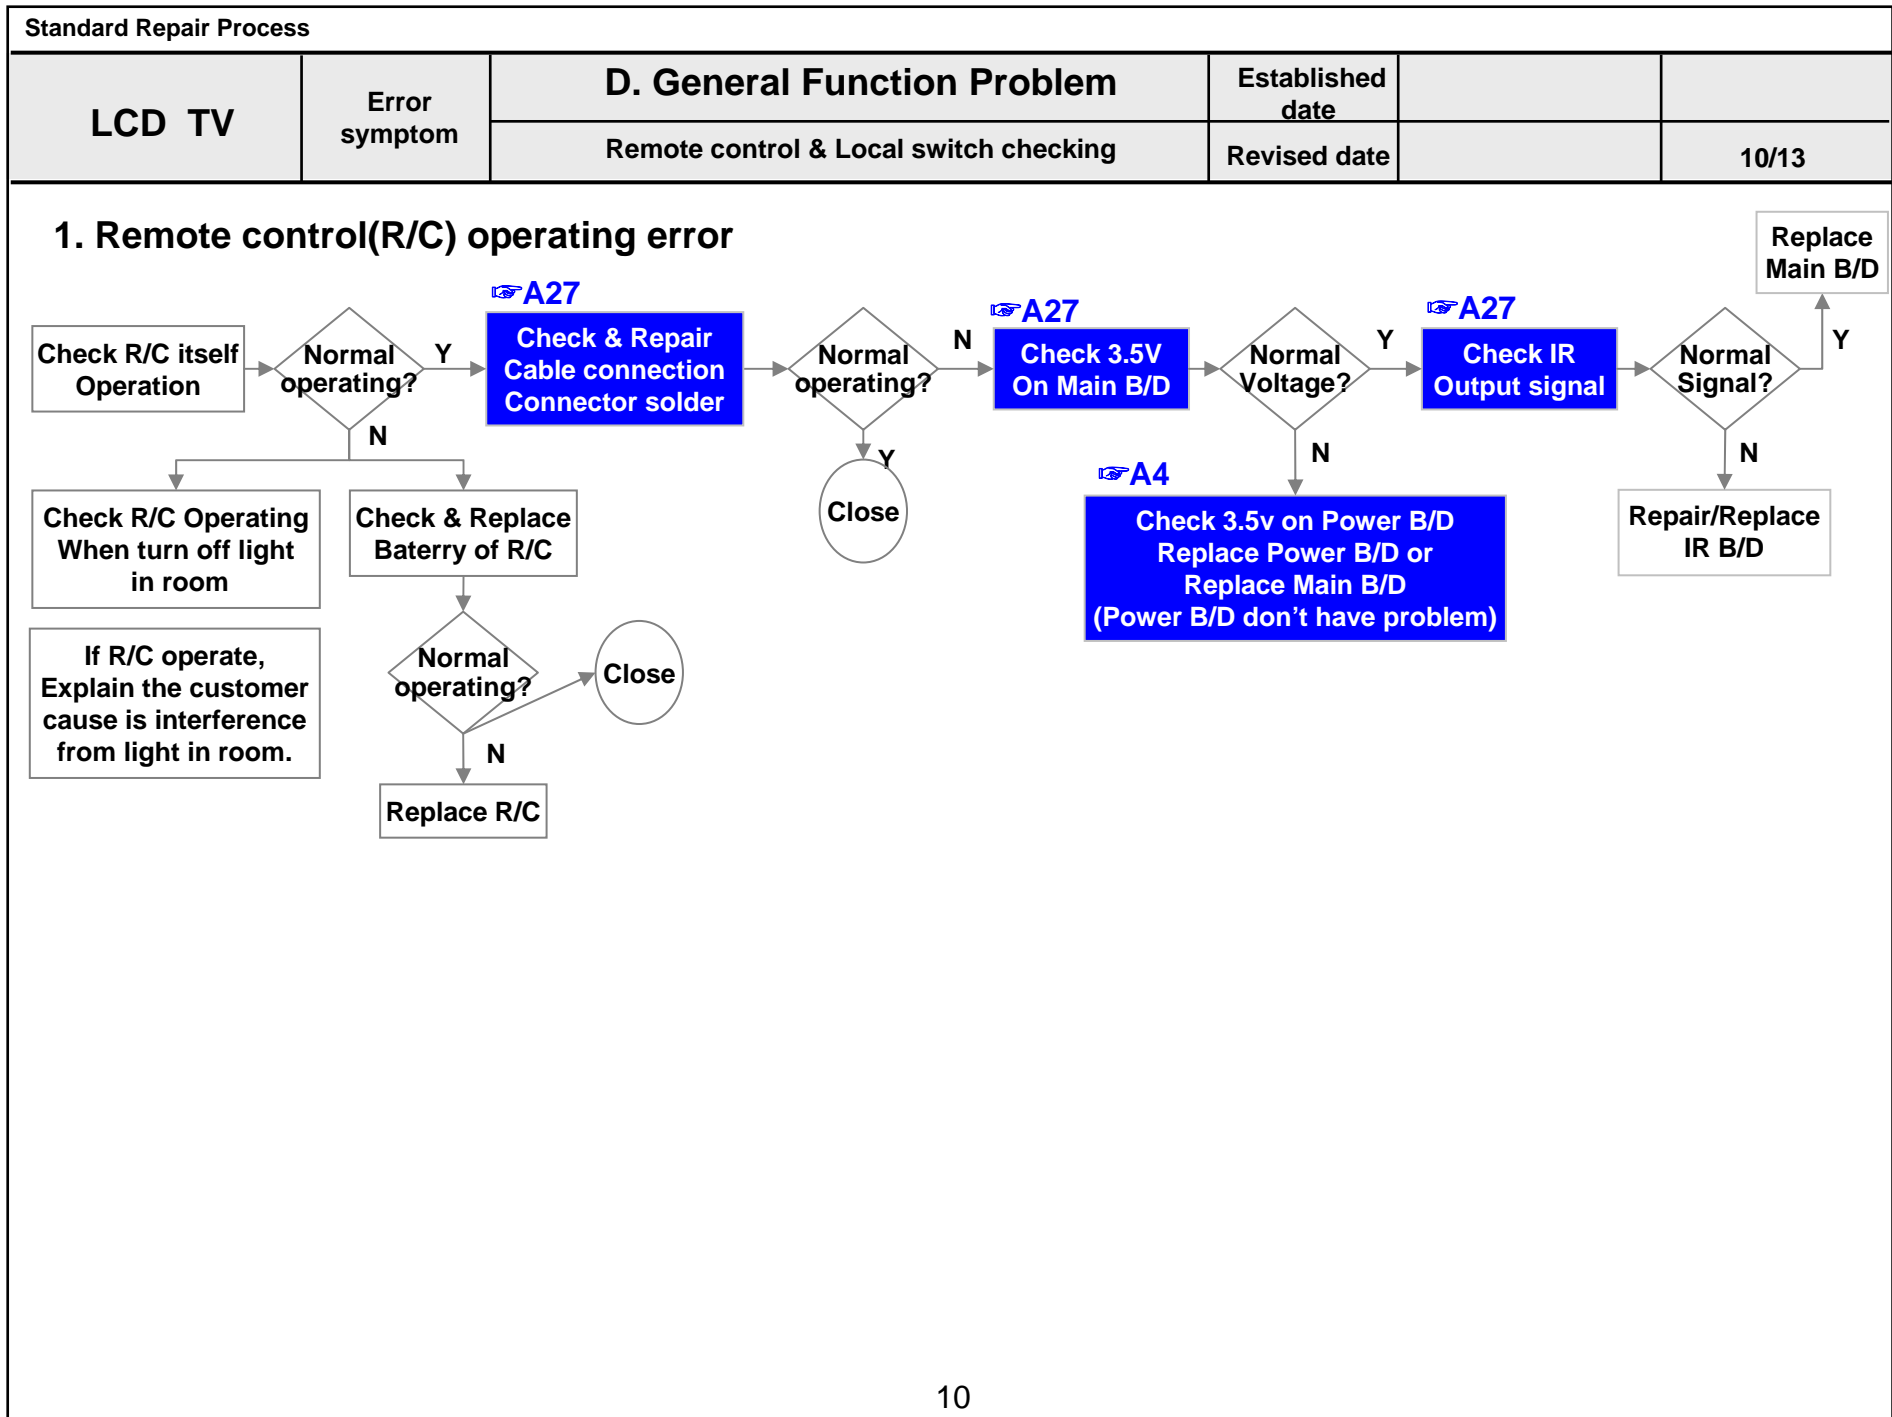 Standard Repair Process
LCD TV
Error
symptom
D. General Function Problem
Remote control & Local switch checking
Established
date
Revised date
10/13
1. Remote control(R/C) operating error
Check R/C itself
Operation
Normal
operating?
Y
N
☞A27
Check & Repair
Cable connection
Connector solder
Normal
operating?
N
Y
Close
☞A27
Check 3.5V
On Main B/D
Normal
Voltage?
Y
N
☞A27
Check IR
Output signal
Normal
Signal?
Y
N
Replace
Main B/D
Repair/Replace
IR B/D
☞A4
Check 3.5v on Power B/D
Replace Power B/D or
Replace Main B/D
(Power B/D don't have problem)
Check R/C Operating
When turn off light
in room
If R/C operate,
Explain the customer
cause is interference
from light in room.
Check & Replace
Baterry of R/C
Normal
operating?
Close
N
Replace R/C
10